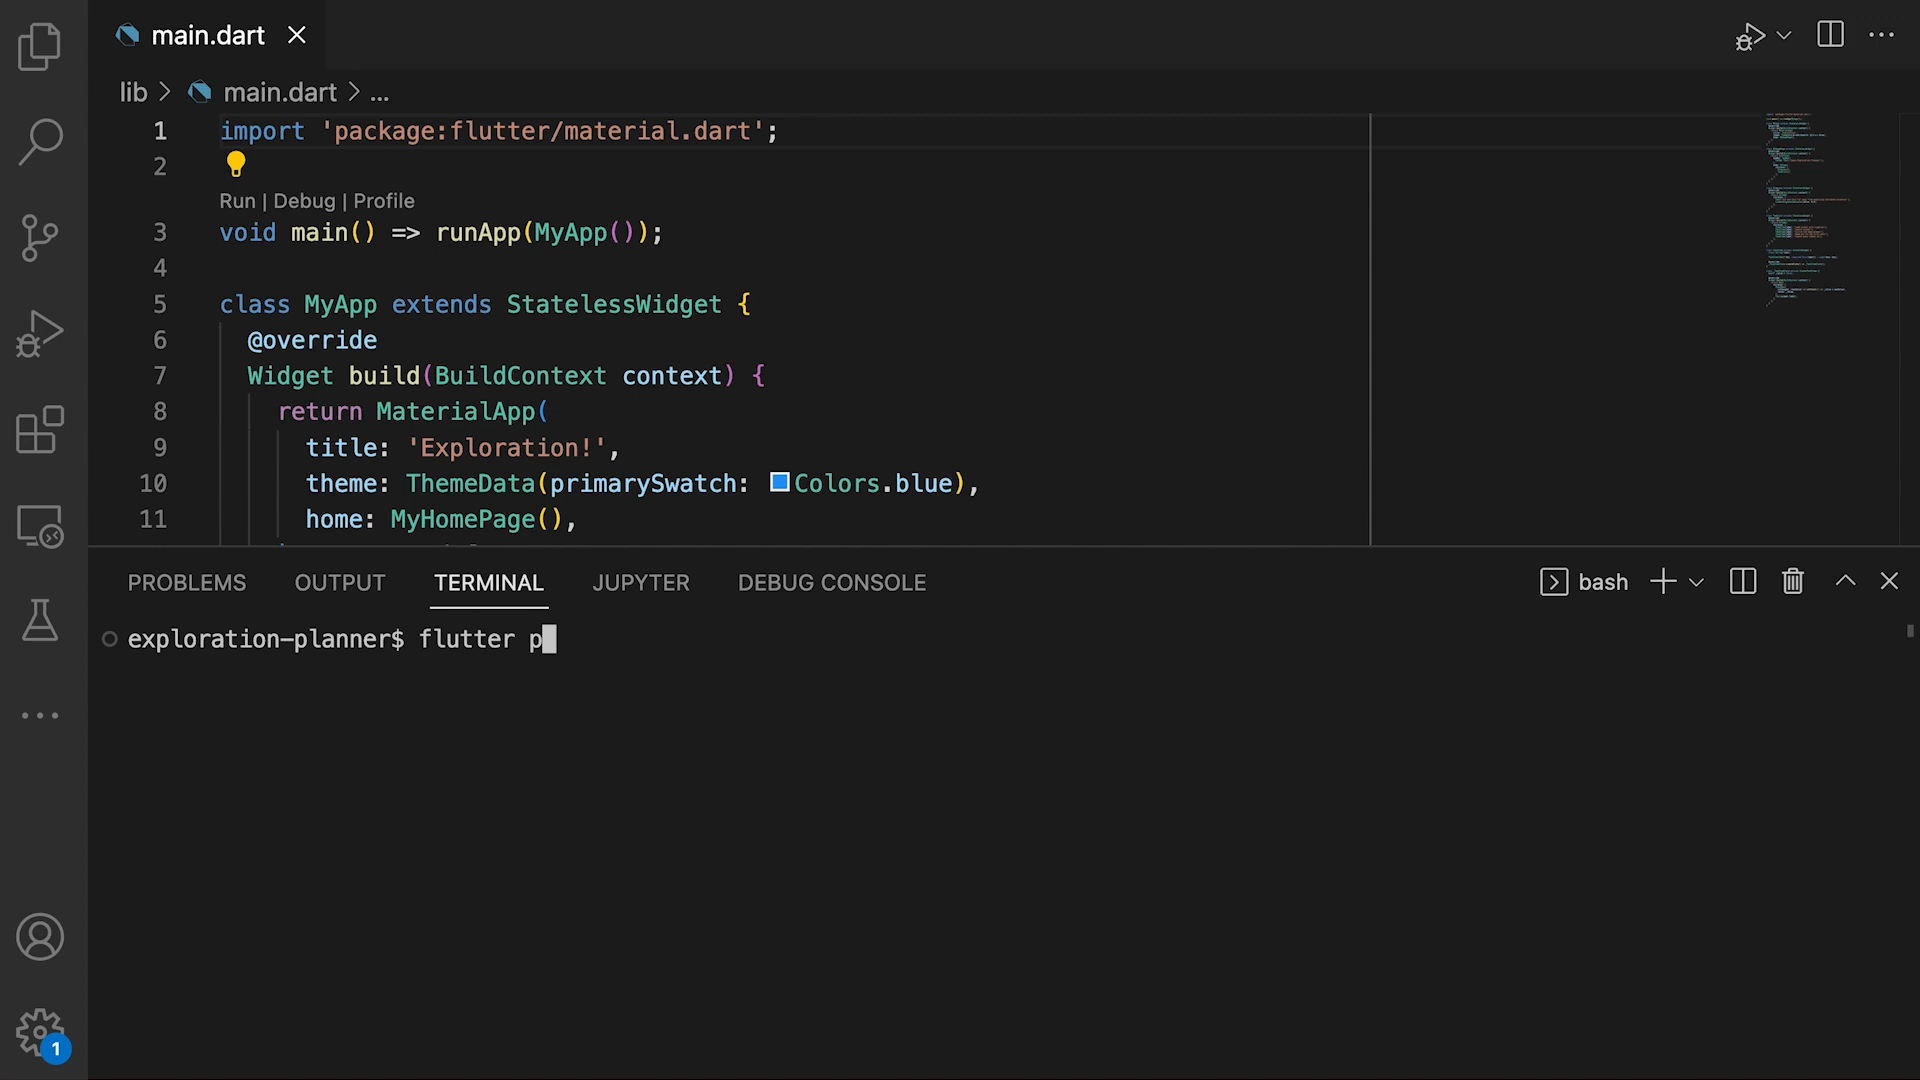 main.dart
lib > main.dart > ...
1 import 'package:flutter/material.dart';
2
Run | Debug | Profile
3 void main() => runApp(MyApp());
4
5 class MyApp extends StatelessWidget {
6 @override
7 Widget build(BuildContext context) {
8 return MaterialApp(
9 title: 'Exploration!',
10 theme: ThemeData(primarySwatch: Colors.blue),
11 home: MyHomePage(),
PROBLEMS OUTPUT TERMINAL JUPYTER DEBUG CONSOLE bash
exploration-planner$ flutter p
1